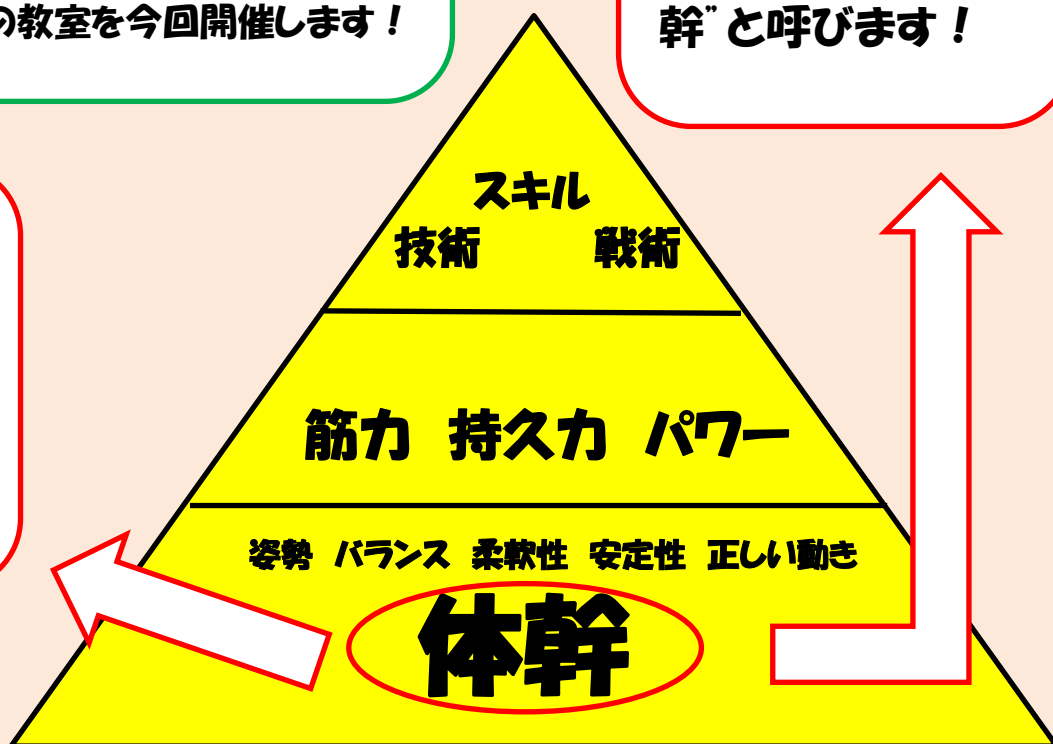 の教室を今回開催します！
幹”と呼びます！
スキル
技術 戦術
筋力 持久力 パワー
姿勢 バランス 柔軟性 安定性 正しい動き
体幹